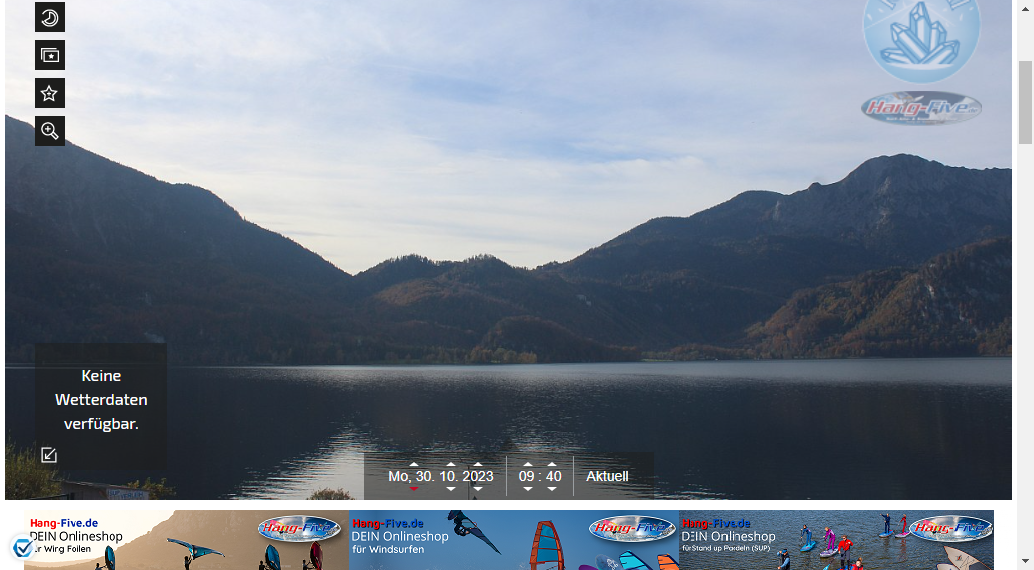 Hang-Five
Keine
Wetterdaten
verfügbar.
Mo, 30. 10. 2023
09 : 40
Aktuell
Hang-Five.de
DEIN Onlineshop
für Wing Foilen
Hang-Five
Hang-Five.de
DEIN Onlineshop
für Windsurfen
Hang-Five
Hang-Five.de
DEIN Onlineshop
für Stand up Paddeln (SUP)
Hang-Five